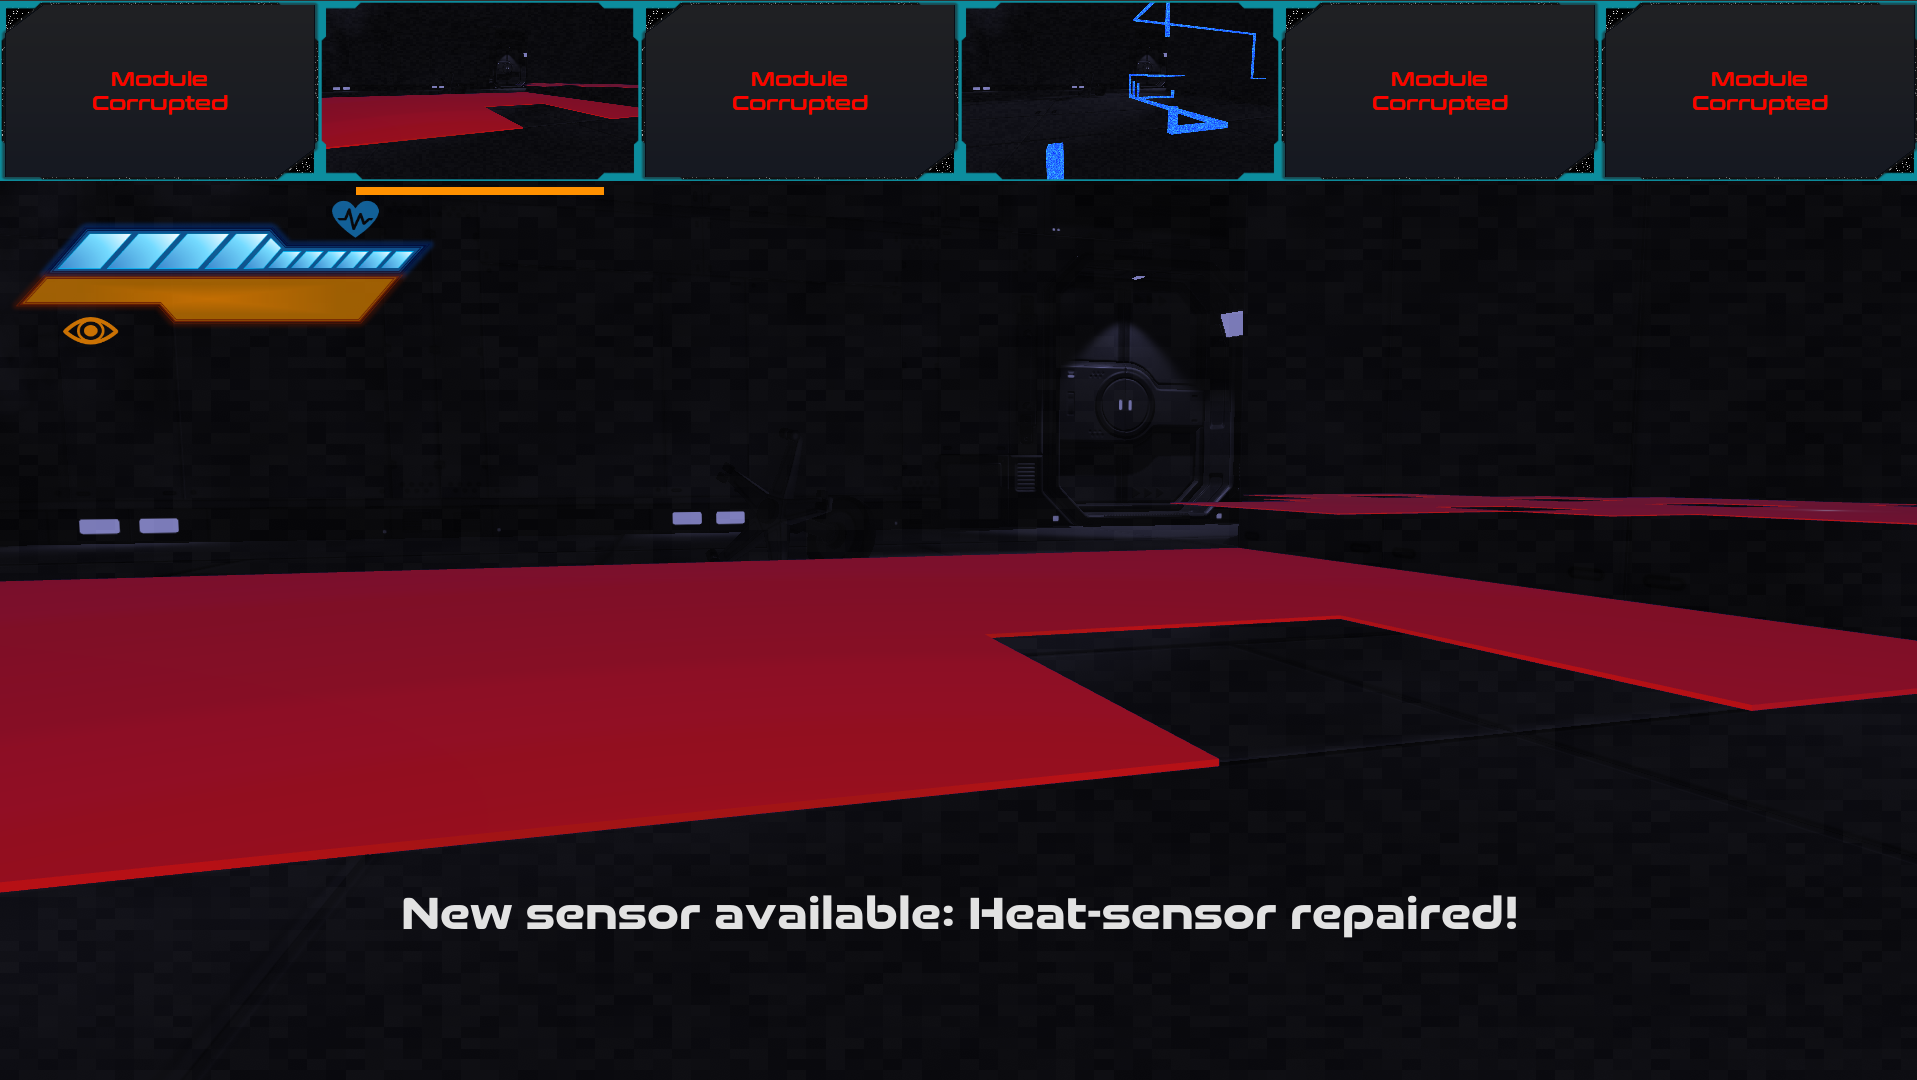 Module
Corrupted
Module
Corrupted
Module
Corrupted
Module
Corrupted
New sensor available: Heat-sensor repaired!